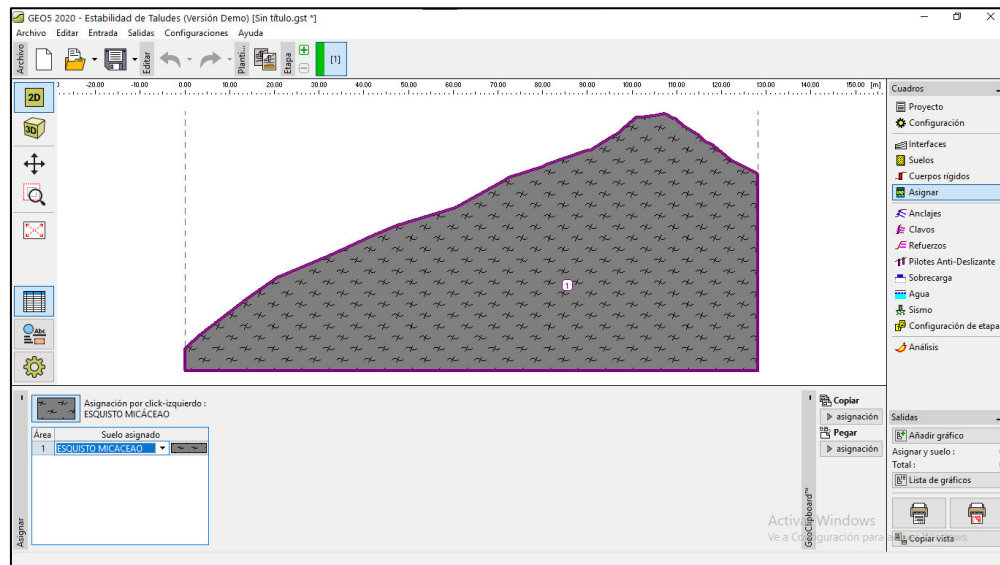 GEO5 2020 - Estabilidad de Taludes (Versión Demo) [Sin título.gst *]
Archivo Editar Entrada Salidas Configuraciones Ayuda
Archivo
Editar
Planti...
Etapa
[1]
2D
3D
-20.00 -10.00 0.00 10.00 20.00 30.00 40.00 50.00 60.00 70.00 80.00 90.00 100.00 110.00 120.00 130.00 140.00 150.00 [m]
1
Abc
Cuadros
Proyecto
Configuración
Interfaces
Suelos
Cuerpos rígidos
Asignar
Anclajes
Clavos
Refuerzos
Pilotes Anti-Deslizante
Sobrecarga
Agua
Sismo
Configuración de etapa
Análisis
Asignar
Asignación por click-izquierdo :
ESQUISTO MICÁCEAO
Área Suelo asignado
1 ESQUISTO MICÁCEAO
GeoClipboard™
Copiar
asignación
Pegar
asignación
Salidas
Añadir gráfico
Asignar y suelo :
Total :
Lista de gráficos
Copiar vista
Activar Windows